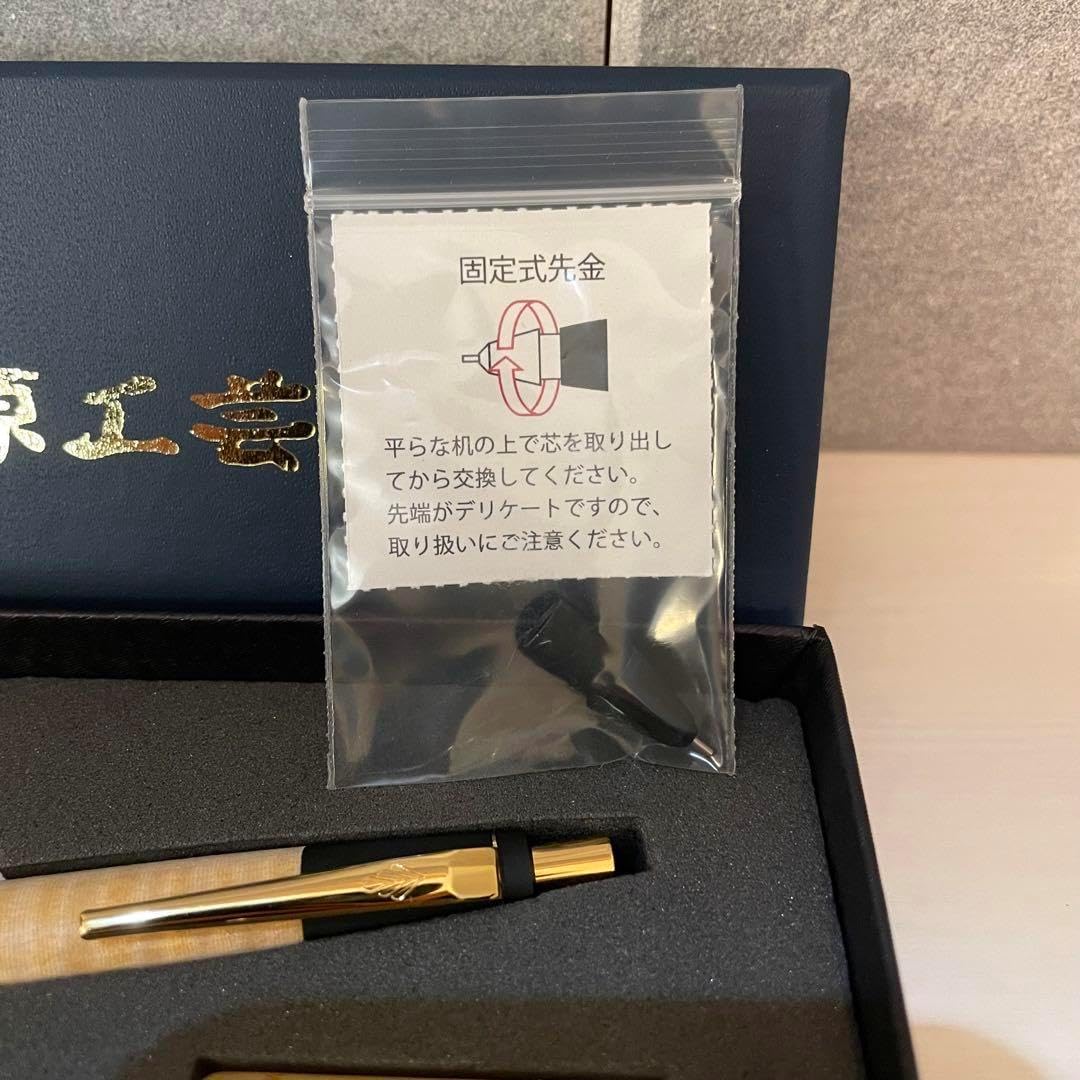 原工芸
固定式先金
平らな机の上で芯を取り出し
てから交換してください。
先端がデリケートですので、
取り扱いにご注意ください。